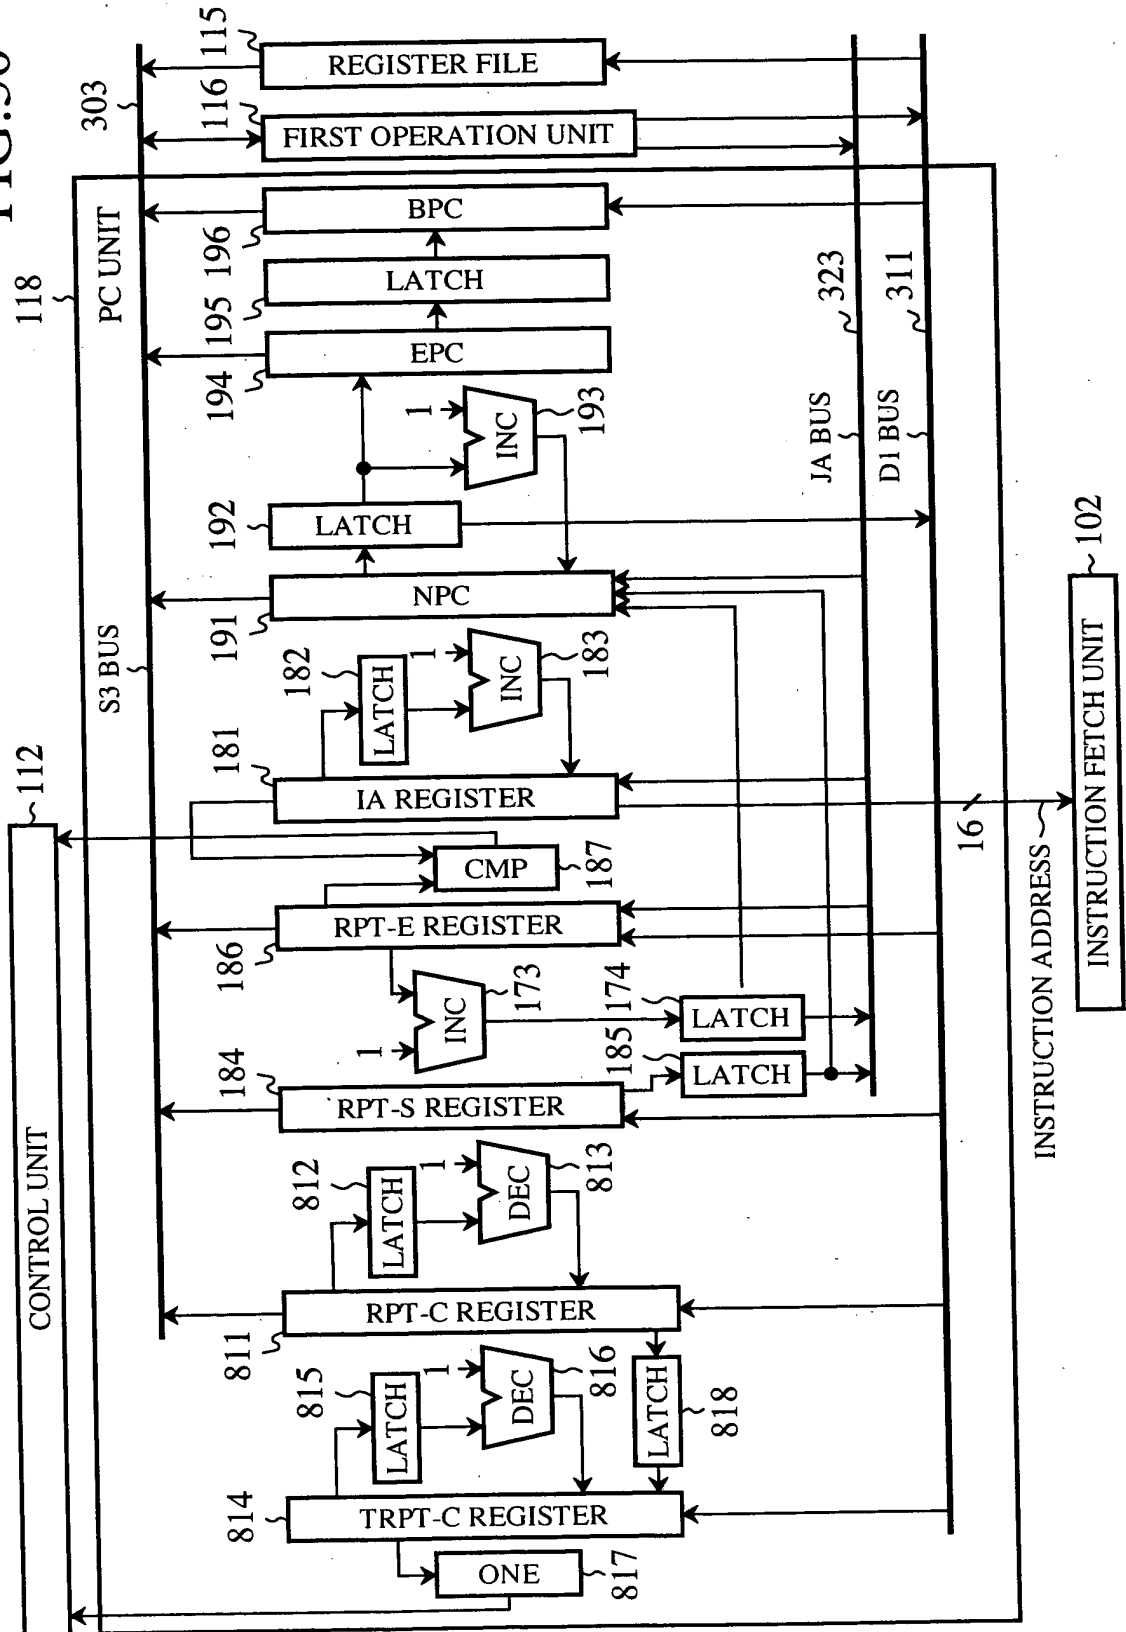 115
REGISTER FILE
303
116
FIRST OPERATION UNIT
118
PC UNIT
BPC
196
LATCH
195
323
311
EPC
194
1
INC
193
JA BUS
D1 BUS
192
LATCH
102
NPC
191
S3 BUS
182
LATCH
1
INC
183
INSTRUCTION FETCH UNIT
112
181
IA REGISTER
16
CMP
187
INSTRUCTION ADDRESS
RPT-E REGISTER
186
1
INC
173
174
LATCH
185
LATCH
184
RPT-S REGISTER
CONTROL UNIT
812
LATCH
1
DEC
813
RPT-C REGISTER
811
815
LATCH
1
DEC
816
LATCH
818
814
TRPT-C REGISTER
ONE
817